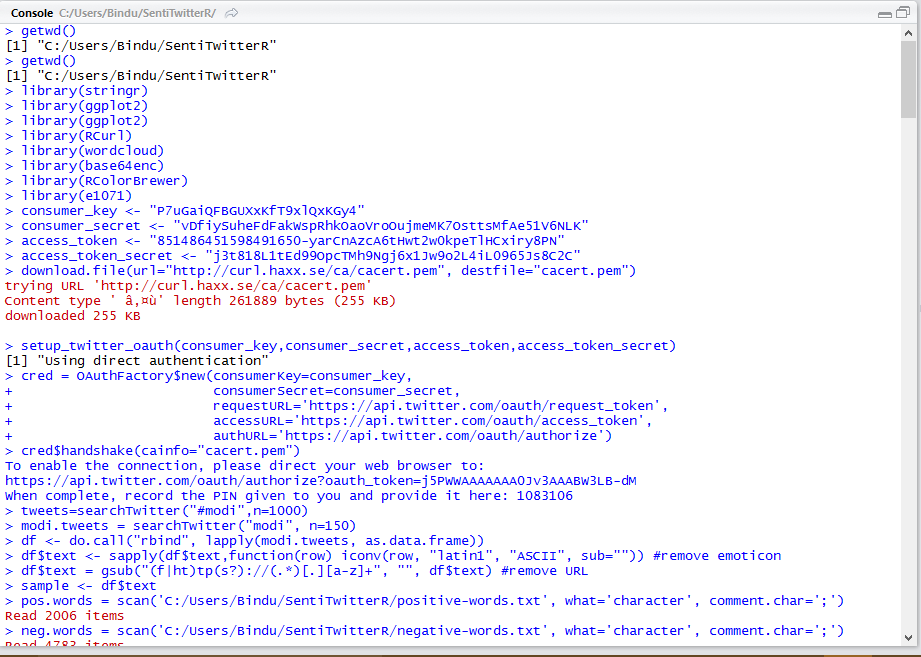 Console C:/Users/Bindu/SentiTwitterR/
> getwd()
[1] "C:/Users/Bindu/SentiTwitterR"
> getwd()
[1] "C:/Users/Bindu/SentiTwitterR"
> library(stringr)
> library(ggplot2)
> library(ggplot2)
> library(RCurl)
> library(wordcloud)
> library(base64enc)
> library(RColorBrewer)
> library(e1071)
> consumer_key <- "P7uGaiQFBGUXxKfT9xlQxKGy4"
> consumer_secret <- "vDfiySuheFdFakWspRhkOaoVroOujmeMK7OsttsMfAe51V6NLK"
> access_token <- "851486451598491650-yarCnAzcA6tHwt2w0kpeTlHCxiry8PN"
> access_token_secret <- "j3t818L1tEd99OpcTMh9Ngj6x1Jw9o2L4iL0965Js8C2C"
> download.file(url="http://curl.haxx.se/ca/cacert.pem", destfile="cacert.pem")
trying URL 'http://curl.haxx.se/ca/cacert.pem'
Content type ' â,¤ù' length 261889 bytes (255 KB)
downloaded 255 KB
> setup_twitter_oauth(consumer_key,consumer_secret,access_token,access_token_secret)
[1] "Using direct authentication"
> cred = OAuthFactory$new(consumerKey=consumer_key,
+ consumerSecret=consumer_secret,
+ requestURL='https://api.twitter.com/oauth/request_token',
+ accessURL='https://api.twitter.com/oauth/access_token',
+ authURL='https://api.twitter.com/oauth/authorize')
> cred$handshake(cainfo="cacert.pem")
To enable the connection, please direct your web browser to:
https://api.twitter.com/oauth/authorize?oauth_token=j5PWWAAAAAAA0Jv3AAABW3LB-dM
When complete, record the PIN given to you and provide it here: 1083106
> tweets=searchTwitter("#modi",n=1000)
> modi.tweets = searchTwitter("modi", n=150)
> df <- do.call("rbind", lapply(modi.tweets, as.data.frame))
> df$text <- sapply(df$text,function(row) iconv(row, "latin1", "ASCII", sub="")) #remove emoticon
> df$text = gsub("(f|ht)tp(s?)://(.*)[.][a-z]+", "", df$text) #remove URL
> sample <- df$text
> pos.words = scan('C:/Users/Bindu/SentiTwitterR/positive-words.txt', what='character', comment.char=';')
Read 2006 items
> neg.words = scan('C:/Users/Bindu/SentiTwitterR/negative-words.txt', what='character', comment.char=';')
Read 4783 items